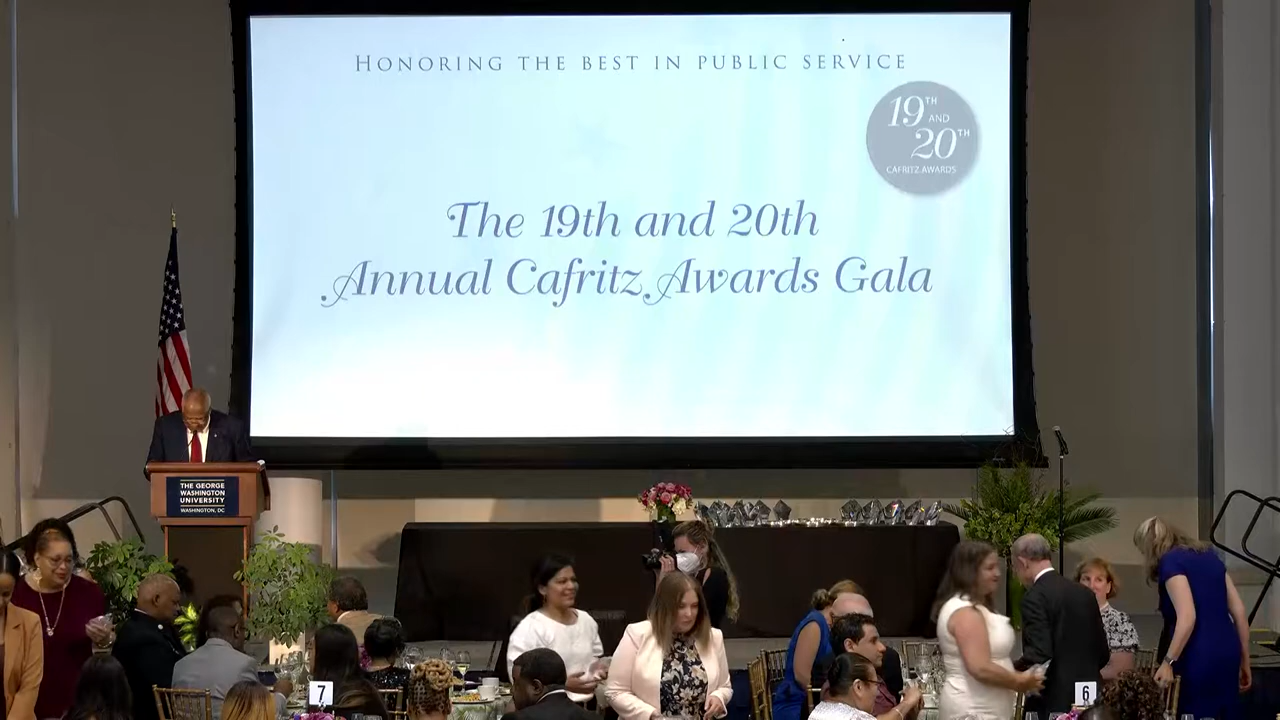 HONORING THE BEST IN PUBLIC SERVICE
19TH
AND
20TH
CAFRITZ AWARDS
The 19th and 20th
Annual Cafritz Awards Gala
THE GEORGE
WASHINGTON
UNIVERSITY
WASHINGTON, DC
7
6